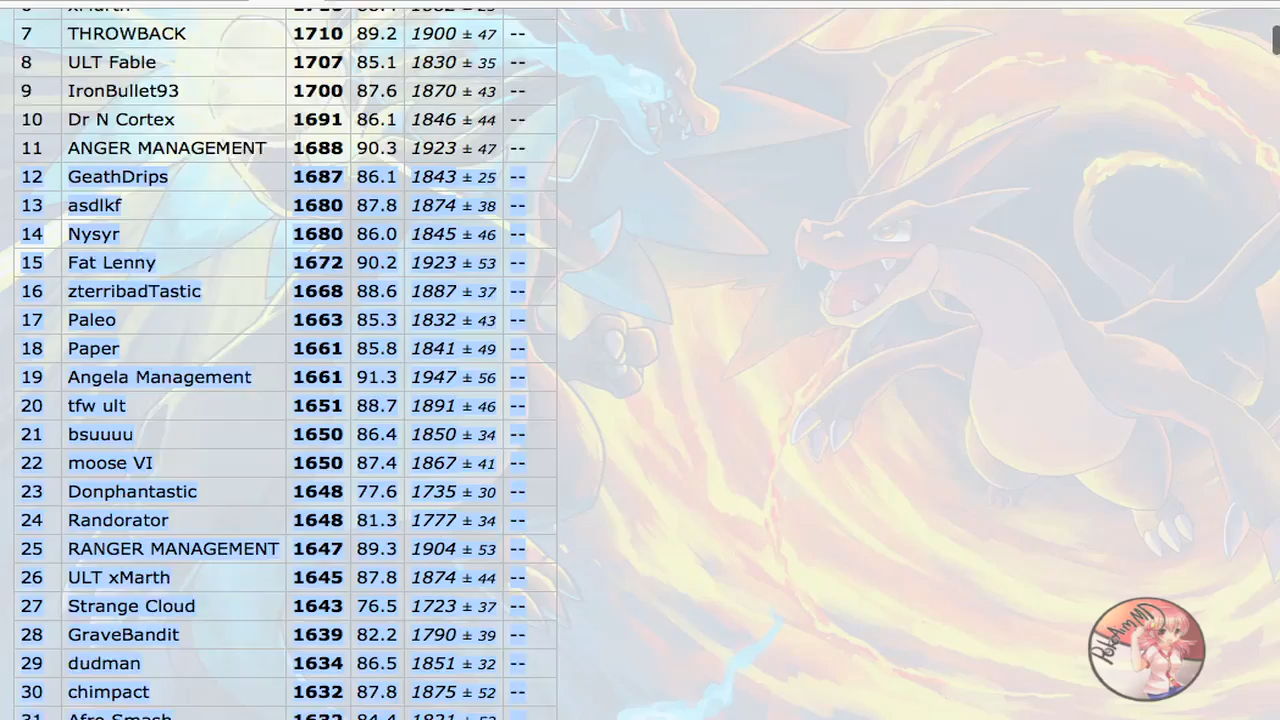 7 THROWBACK 1710 89.2 1900 ± 47 --
8 ULT Fable 1707 85.1 1830 ± 35 --
9 IronBullet93 1700 87.6 1870 ± 43 --
10 Dr N Cortex 1691 86.1 1846 ± 44 --
11 ANGER MANAGEMENT 1688 90.3 1923 ± 47 --
12 GeathDrips 1687 86.1 1843 ± 25 --
13 asdlkf 1680 87.8 1874 ± 38 --
14 Nysyr 1680 86.0 1845 ± 46 --
15 Fat Lenny 1672 90.2 1923 ± 53 --
16 zterribadTastic 1668 88.6 1887 ± 37 --
17 Paleo 1663 85.3 1832 ± 43 --
18 Paper 1661 85.8 1841 ± 49 --
19 Angela Management 1661 91.3 1947 ± 56 --
20 tfw ult 1651 88.7 1891 ± 46 --
21 bsuuuu 1650 86.4 1850 ± 34 --
22 moose VI 1650 87.4 1867 ± 41 --
23 Donphantastic 1648 77.6 1735 ± 30 --
24 Randorator 1648 81.3 1777 ± 34 --
25 RANGER MANAGEMENT 1647 89.3 1904 ± 53 --
26 ULT xMarth 1645 87.8 1874 ± 44 --
27 Strange Cloud 1643 76.5 1723 ± 37 --
28 GraveBandit 1639 82.2 1790 ± 39 --
29 dudman 1634 86.5 1851 ± 32 --
30 chimpact 1632 87.8 1875 ± 52 --
PokeAimMD